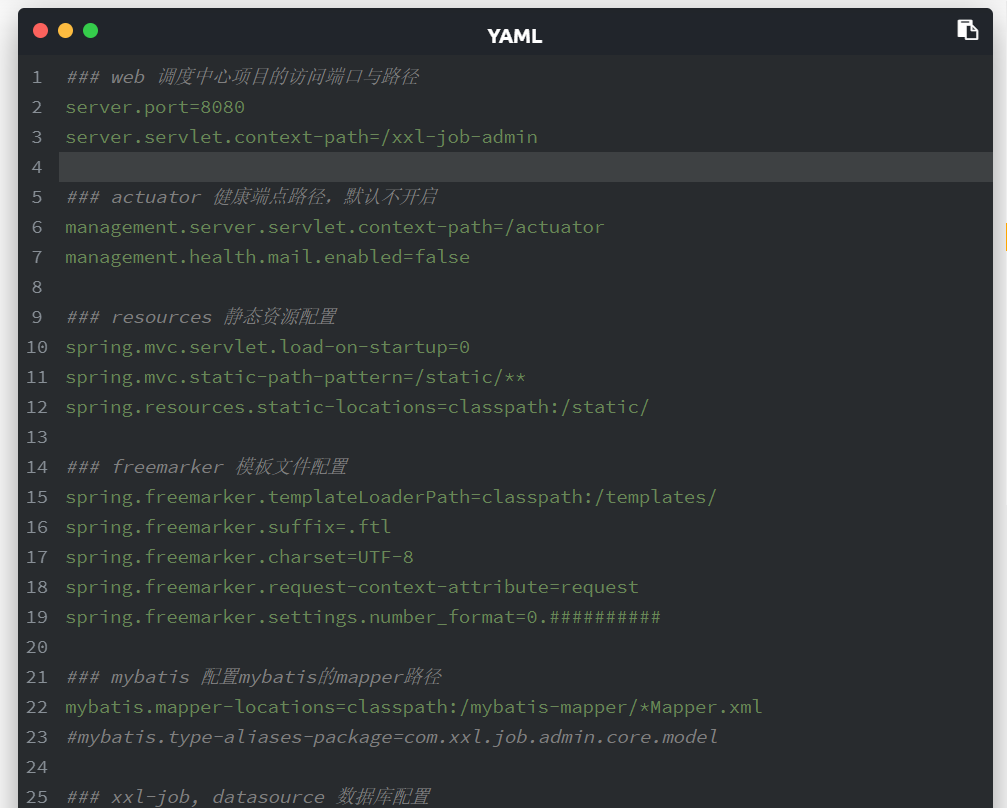 YAML
1 ### web 调度中心项目的访问端口与路径
2 server.port=8080
3 server.servlet.context-path=/xxl-job-admin
4
5 ### actuator 健康端点路径，默认不开启
6 management.server.servlet.context-path=/actuator
7 management.health.mail.enabled=false
8
9 ### resources 静态资源配置
10 spring.mvc.servlet.load-on-startup=0
11 spring.mvc.static-path-pattern=/static/**
12 spring.resources.static-locations=classpath:/static/
13
14 ### freemarker 模板文件配置
15 spring.freemarker.templateLoaderPath=classpath:/templates/
16 spring.freemarker.suffix=.ftl
17 spring.freemarker.charset=UTF-8
18 spring.freemarker.request-context-attribute=request
19 spring.freemarker.settings.number_format=0.##########
20
21 ### mybatis 配置mybatis的mapper路径
22 mybatis.mapper-locations=classpath:/mybatis-mapper/*Mapper.xml
23 #mybatis.type-aliases-package=com.xxl.job.admin.core.model
24
25 ### xxl-job, datasource 数据库配置